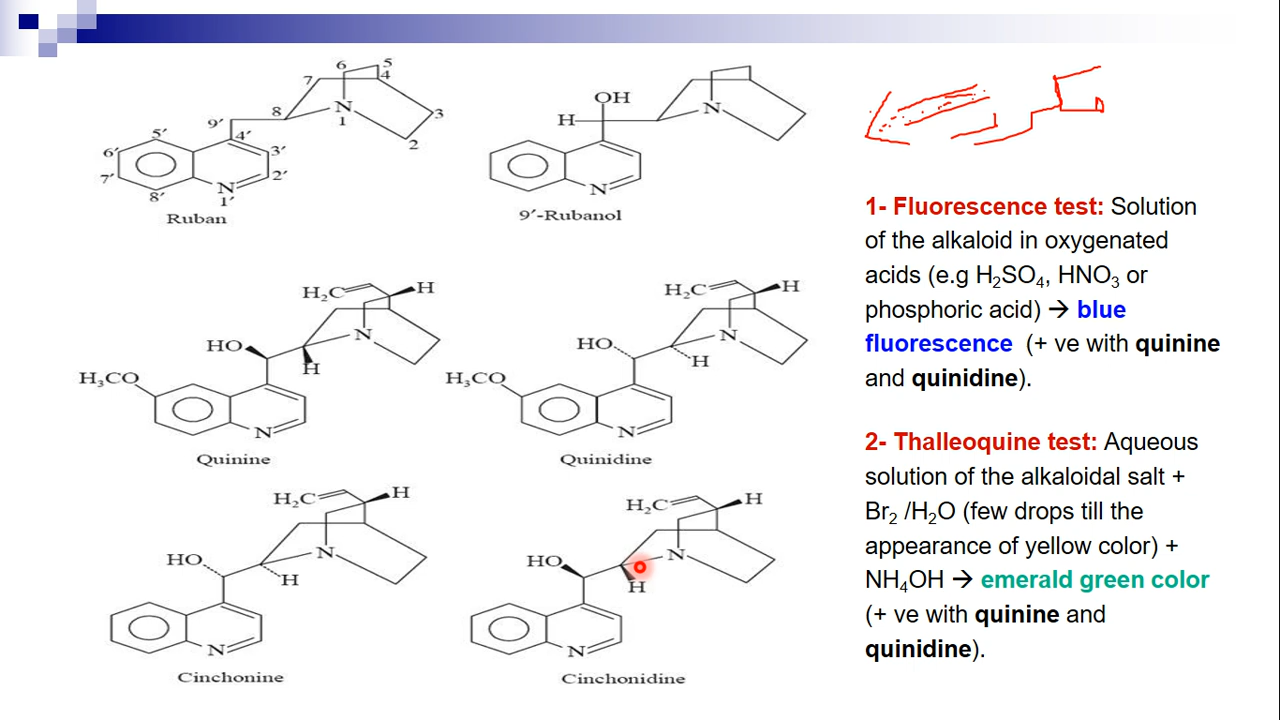 6
5
7
4
8
N
3
1
9′
2
5′
4′
6′
3′
7′
2′
8′
N
1′
Ruban
OH
H
N
N
9′-Rubanol
H₂C
H
N
HO
H
H₃CO
N
Quinine
H₂C
H
N
HO
H
H₃CO
N
Quinidine
H₂C
H
N
HO
H
N
Cinchonine
H₂C
H
N
HO
H
N
Cinchonidine
1- Fluorescence test: Solution
of the alkaloid in oxygenated
acids (e.g H₂SO₄, HNO₃ or
phosphoric acid) → blue
fluorescence (+ ve with quinine
and quinidine).
2- Thalleoquine test: Aqueous
solution of the alkaloidal salt +
Br₂ /H₂O (few drops till the
appearance of yellow color) +
NH₄OH → emerald green color
(+ ve with quinine and
quinidine).